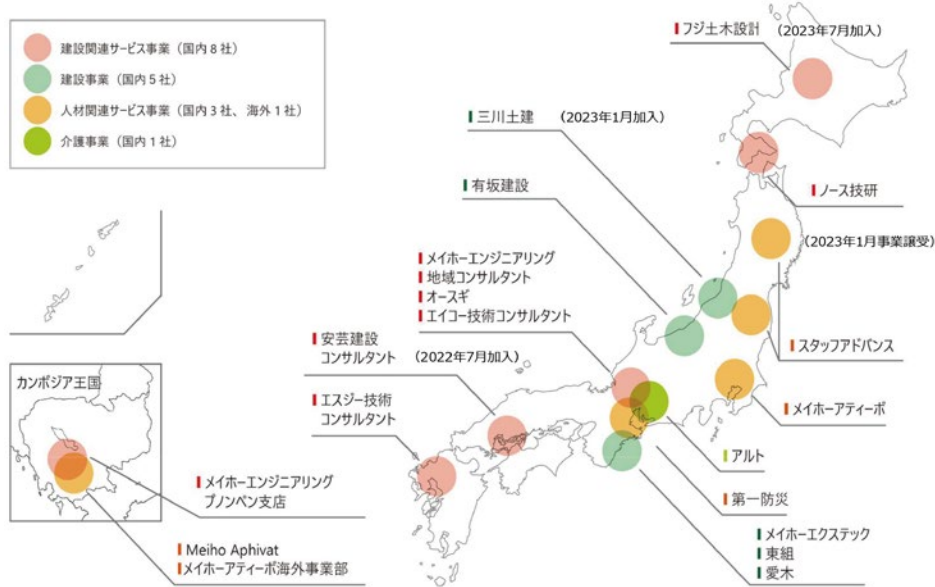 建設関連サービス事業（国内8社）
建設事業（国内5社）
人材関連サービス事業（国内3社、海外1社）
介護事業（国内1社）
フジ土木設計 （2023年7月加入）
三川土建 （2023年1月加入）
有坂建設
ノース技研
（2023年1月事業譲受）
メイホーエンジニアリング
地域コンサルタント
オースギ
エイコー技術コンサルタント
安芸建設
コンサルタント （2022年7月加入）
スタッフアドバンス
カンボジア王国
エスジー技術
コンサルタント
メイホーアティーボ
アルト
メイホーエンジニアリング
プノンペン支店
第一防災
メイホーエクステック
東組
愛木
Meiho Aphivat
メイホーアティーボ海外事業部